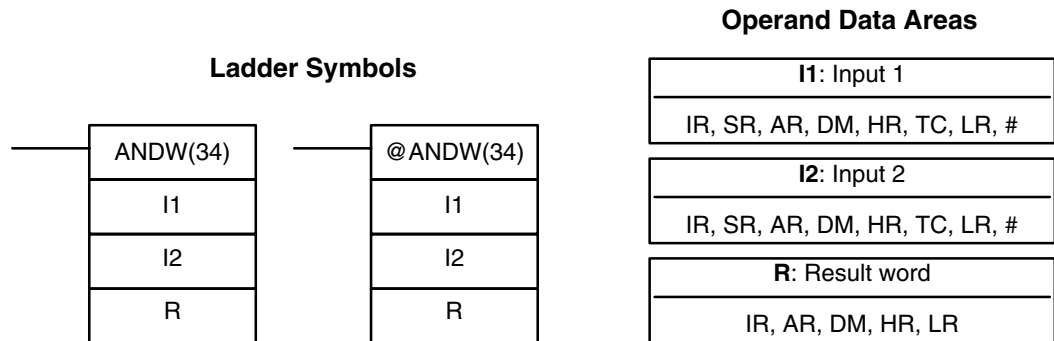 Ladder Symbols
ANDW(34)
I1
I2
R
@ANDW(34)
I1
I2
R
Operand Data Areas
I1: Input 1
IR, SR, AR, DM, HR, TC, LR, #
I2: Input 2
IR, SR, AR, DM, HR, TC, LR, #
R: Result word
IR, AR, DM, HR, LR